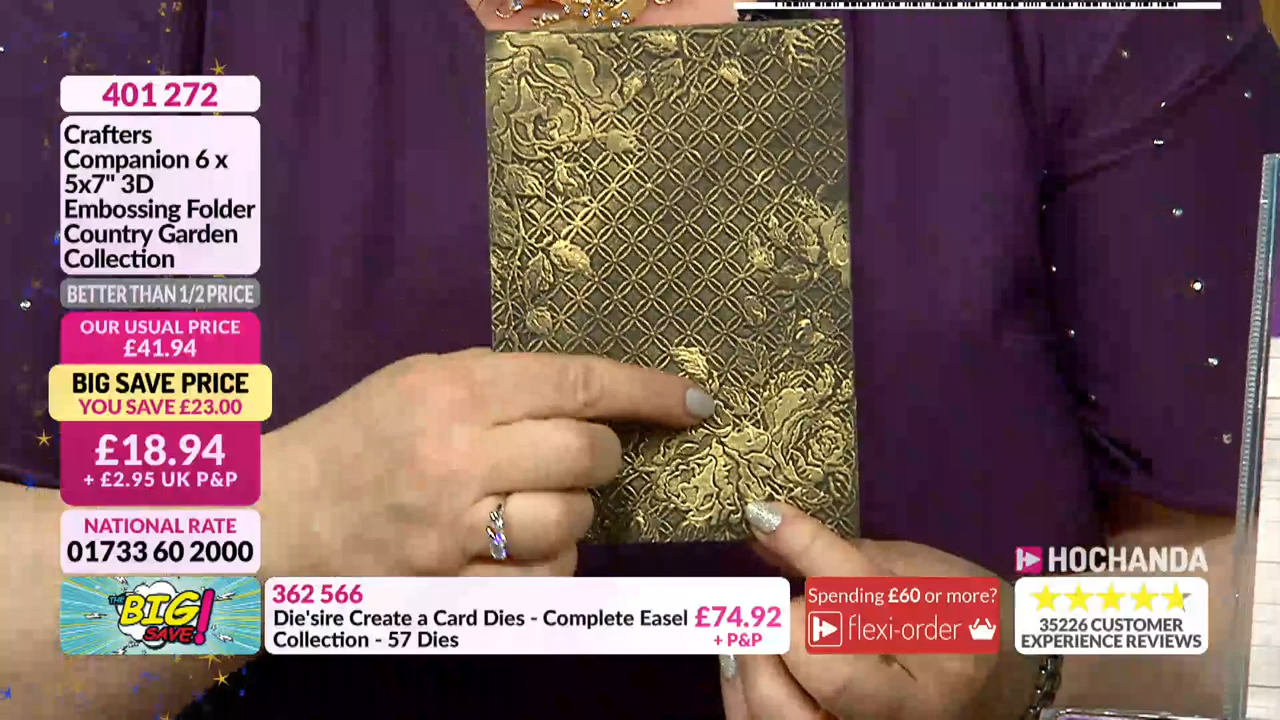 401 272
Crafters
Companion 6 x
5x7" 3D
Embossing Folder
Country Garden
Collection
BETTER THAN 1/2 PRICE
OUR USUAL PRICE
£41.94
BIG SAVE PRICE
YOU SAVE £23.00
£18.94
+ £2.95 UK P&P
NATIONAL RATE
01733 60 2000
THE BIG SAVE!
362 566
Die'sire Create a Card Dies - Complete Easel
Collection - 57 Dies
£74.92
+ P&P
Spending £60 or more?
flexi-order
HOCHANDA
35226 CUSTOMER
EXPERIENCE REVIEWS